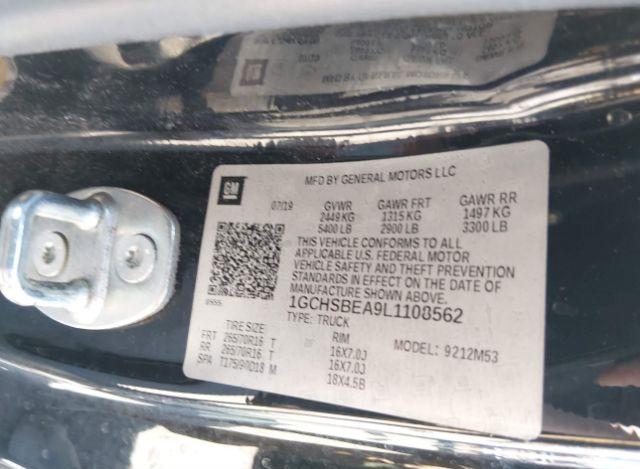 GM
MFD BY GENERAL MOTORS LLC
07/19 GVWR GAWR FRT GAWR RR
2449 KG 1315 KG 1497 KG
5400 LB 2900 LB 3300 LB
THIS VEHICLE CONFORMS TO ALL
APPLICABLE U.S. FEDERAL MOTOR
VEHICLE SAFETY AND THEFT PREVENTION
STANDARDS IN EFFECT ON THE DATE OF
MANUFACTURE SHOWN ABOVE.
1GCHSBEA9L1108562
TYPE: TRUCK
TIRE SIZE RIM MODEL: 9212M53
FRT 265/70R16 T 16X7.0J
RR 265/70R16 T 16X7.0J
SPA T175/90D18 M 18X4.5B